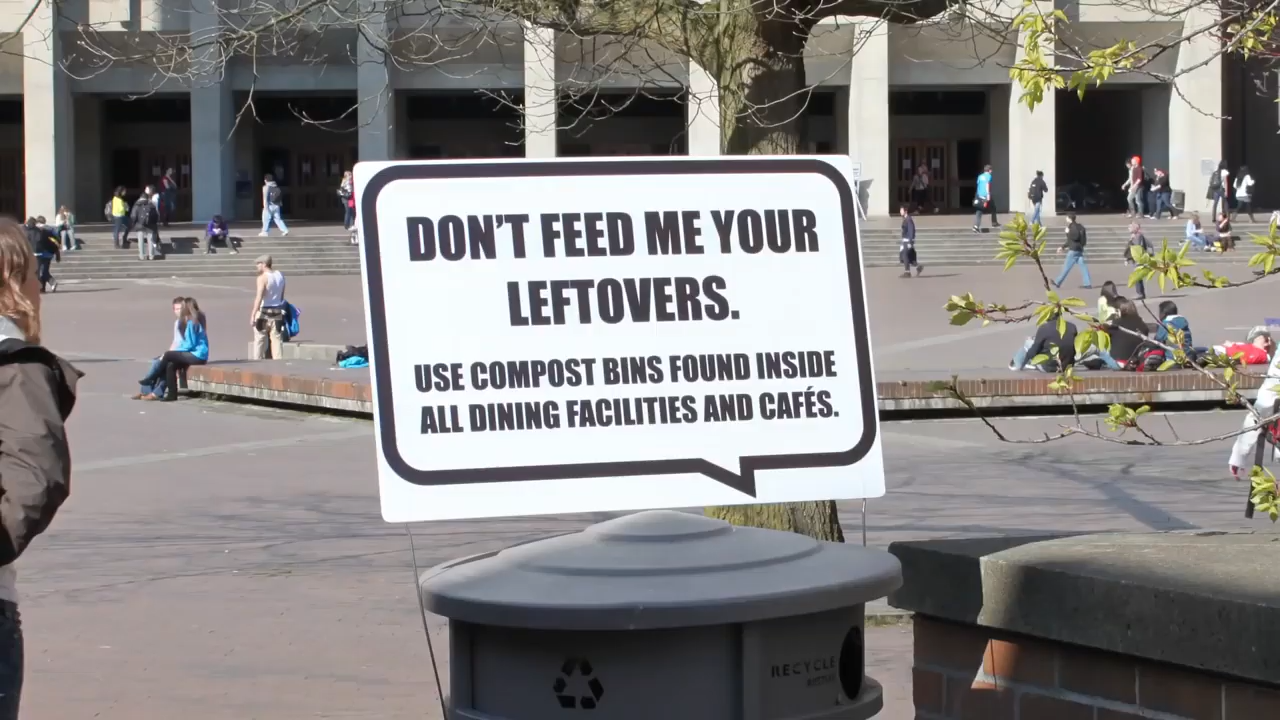 DON'T FEED ME YOUR
LEFTOVERS.
USE COMPOST BINS FOUND INSIDE
ALL DINING FACILITIES AND CAFÉS.
RECYCLE